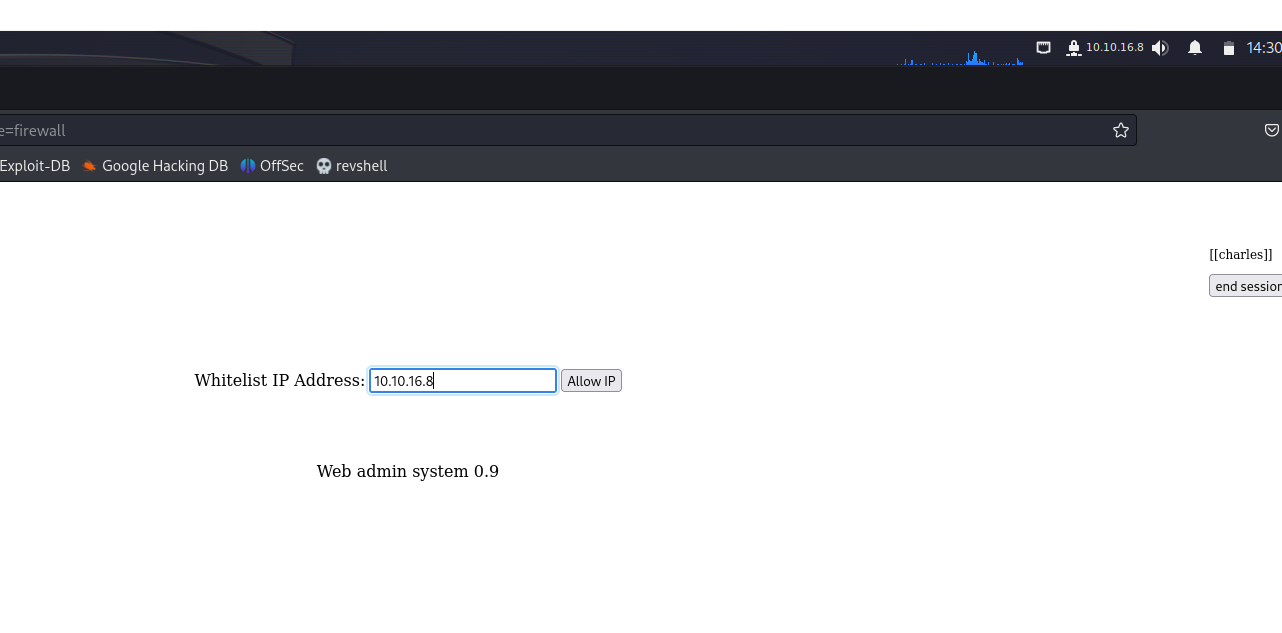 10.10.16.8 14:30
e=firewall
Exploit-DB Google Hacking DB OffSec revshell
[[charles]]
end session
Whitelist IP Address: 10.10.16.8 Allow IP
Web admin system 0.9